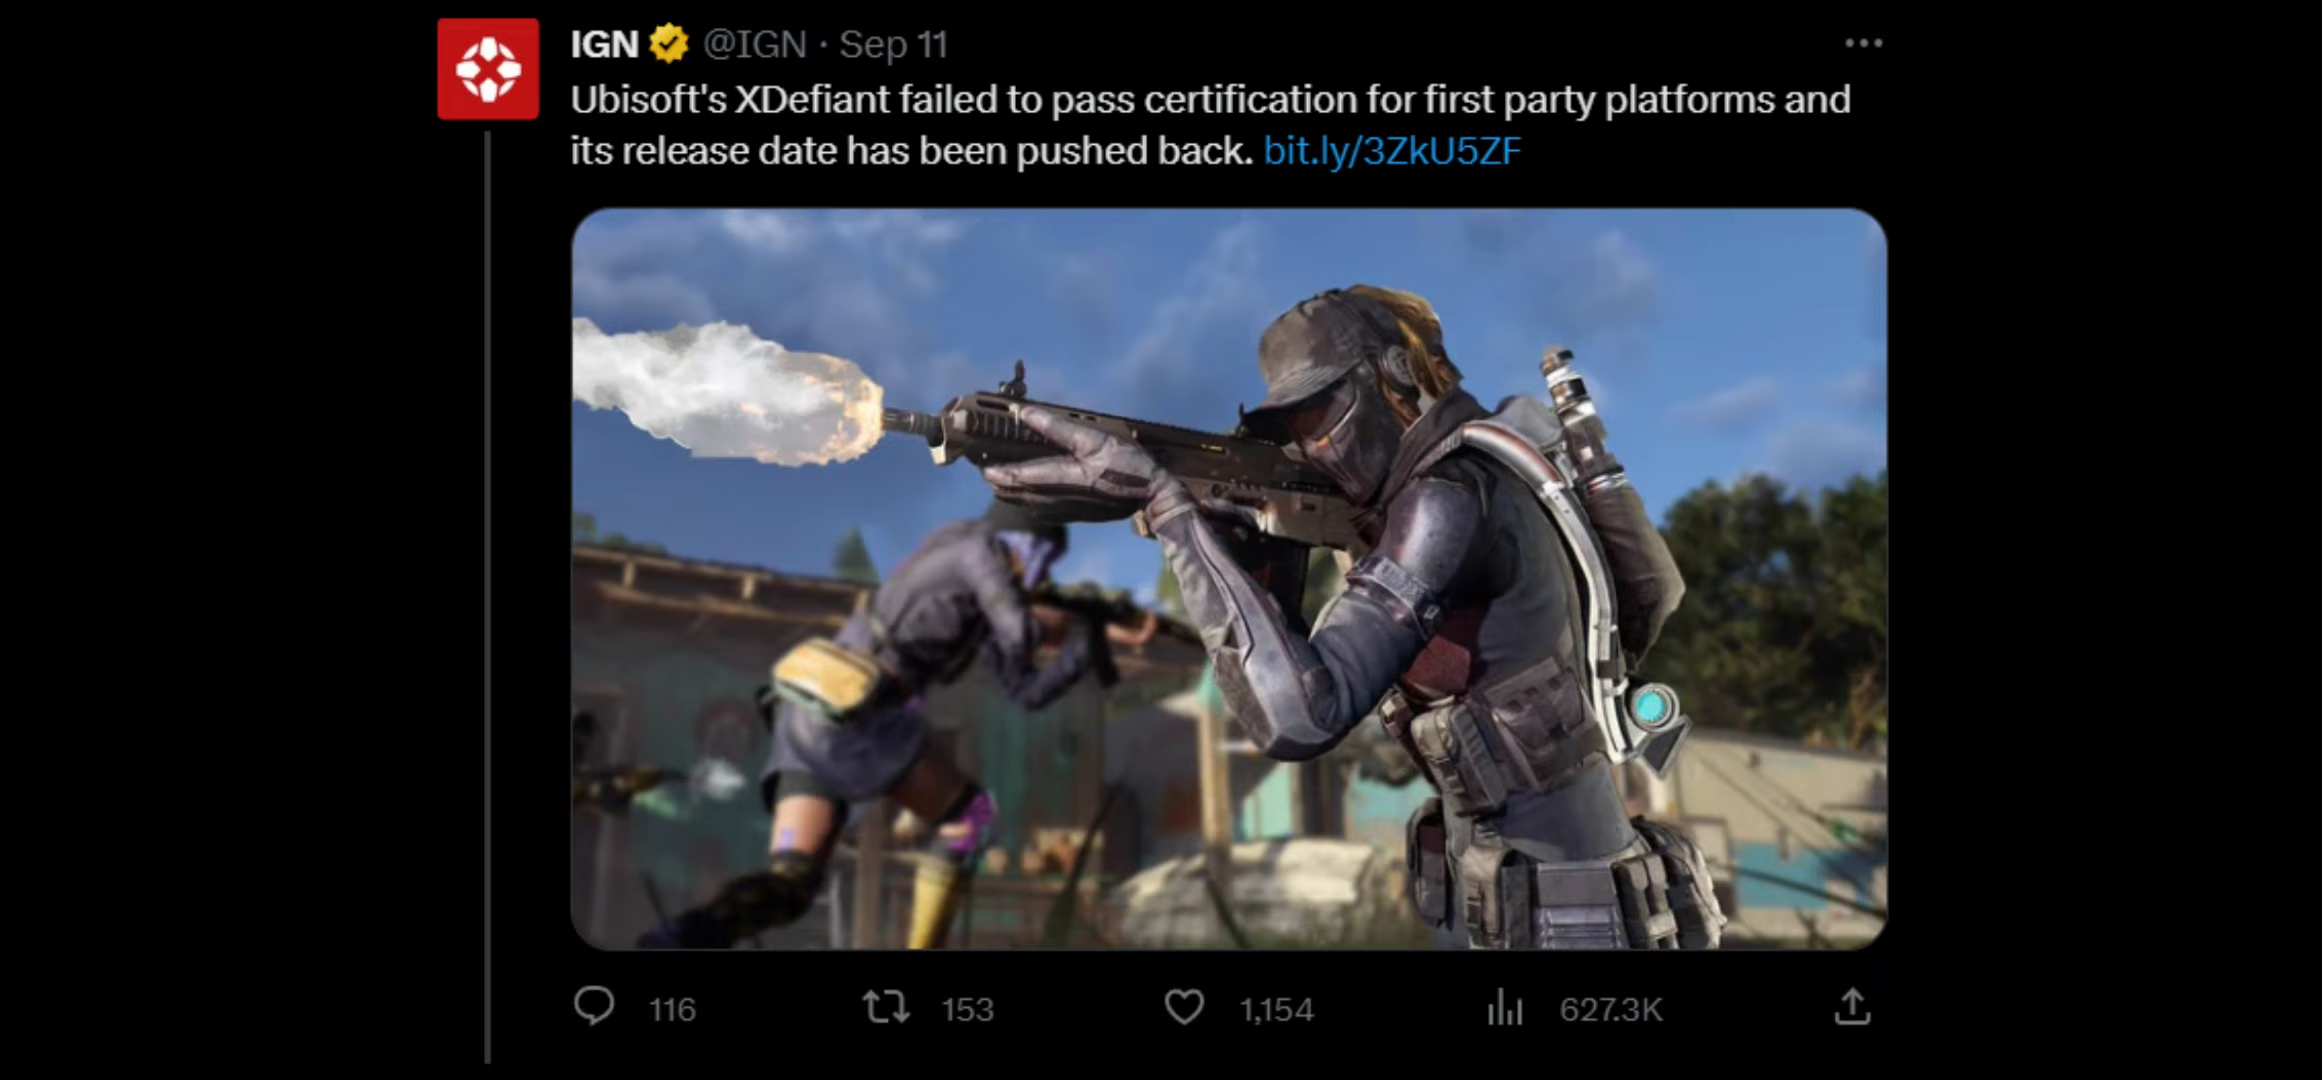 IGN @IGN · Sep 11
Ubisoft's XDefiant failed to pass certification for first party platforms and
its release date has been pushed back. bit.ly/3ZkU5ZF
116 153 1,154 627.3K